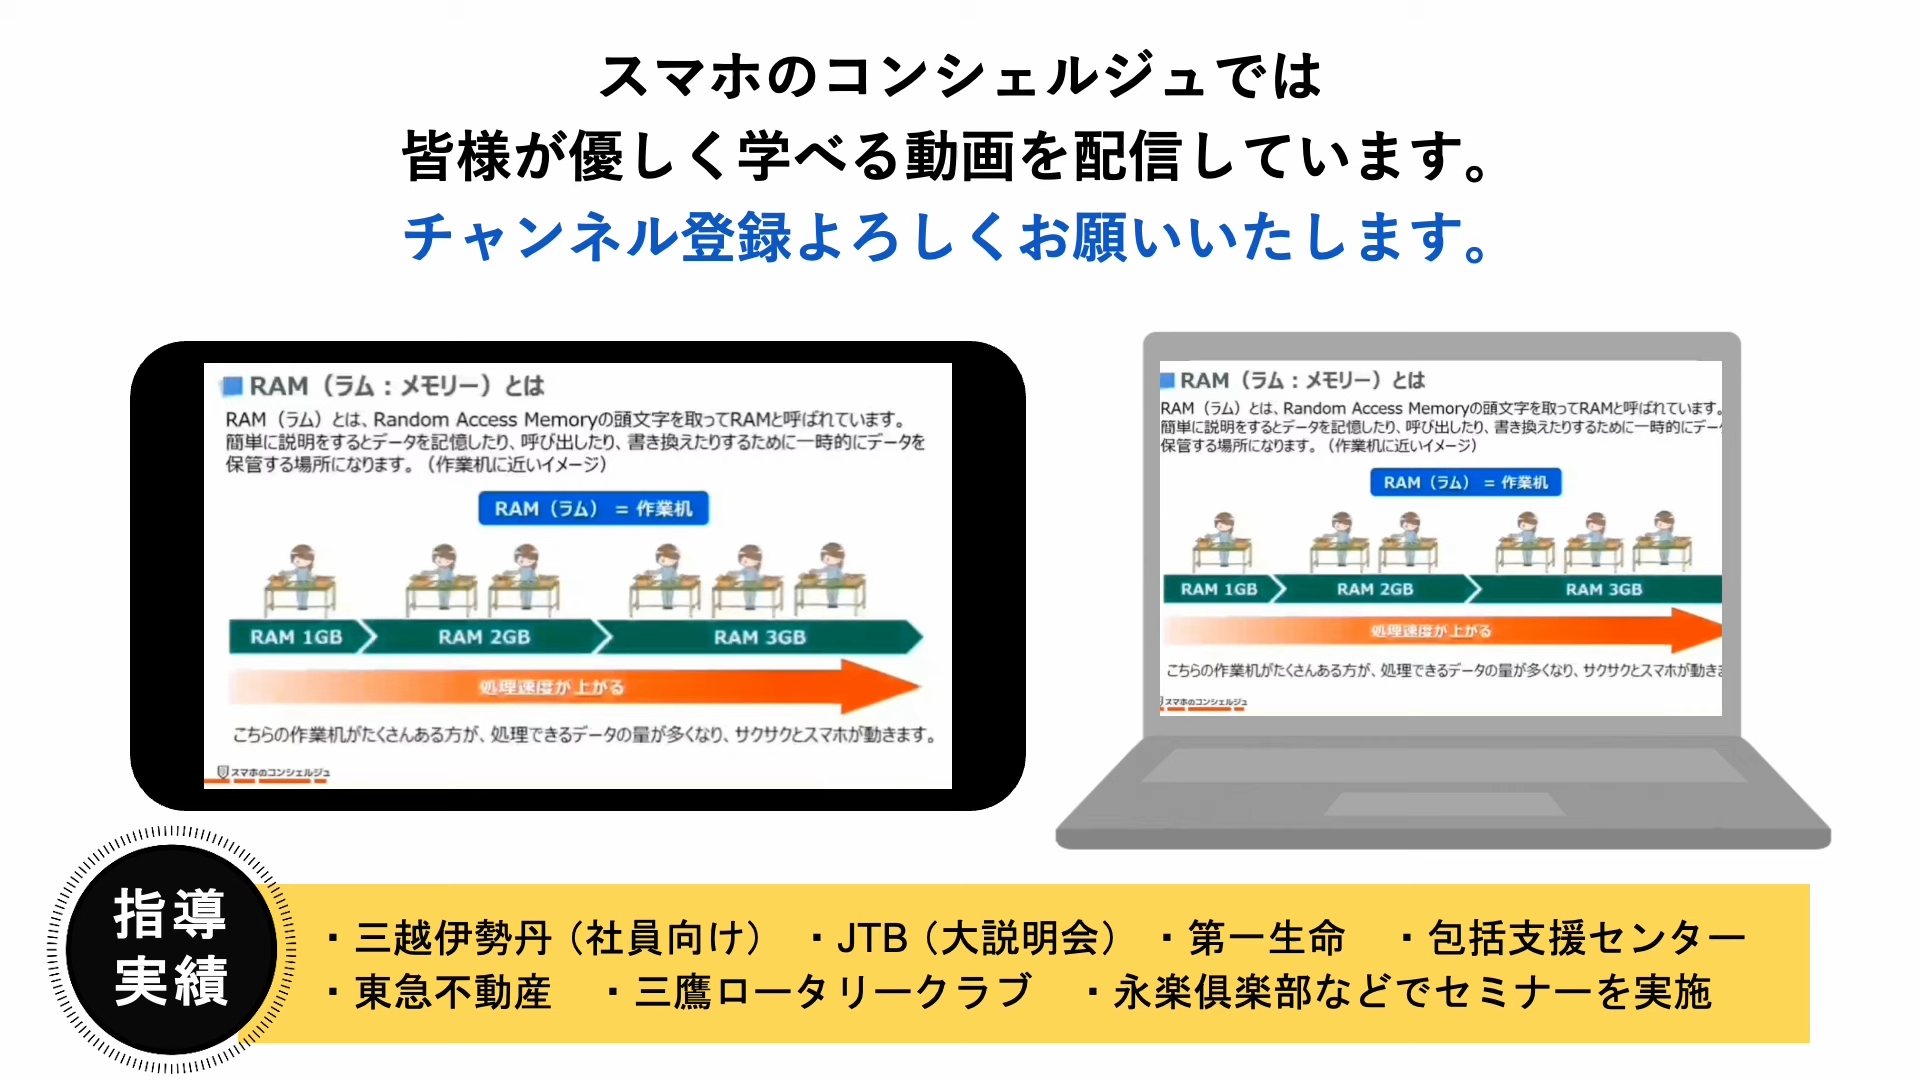 スマホのコンシェルジュでは
皆様が優しく学べる動画を配信しています。
チャンネル登録よろしくお願いいたします。
RAM（ラム：メモリー）とは
RAM（ラム）とは、Random Access Memoryの頭文字を取ってRAMと呼ばれています。
簡単に説明をするとデータを記憶したり、呼び出したり、書き換えたりするために一時的にデータを
保管する場所になります。（作業机に近いイメージ）
RAM（ラム） = 作業机
RAM 1GB RAM 2GB RAM 3GB
処理速度が上がる
こちらの作業机がたくさんある方が、処理できるデータの量が多くなり、サクサクとスマホが動きます。
スマホのコンシェルジュ
RAM（ラム：メモリー）とは
RAM（ラム）とは、Random Access Memoryの頭文字を取ってRAMと呼ばれています。
簡単に説明をするとデータを記憶したり、呼び出したり、書き換えたりするために一時的にデー
保管する場所になります。（作業机に近いイメージ）
RAM（ラム） = 作業机
RAM 1GB RAM 2GB RAM 3GB
処理速度が上がる
こちらの作業机がたくさんある方が、処理できるデータの量が多くなり、サクサクとスマホが動き
スマホのコンシェルジュ
指導
実績
・三越伊勢丹（社員向け） ・JTB（大説明会） ・第一生命 ・包括支援センター
・東急不動産 ・三鷹ロータリークラブ ・永楽倶楽部などでセミナーを実施